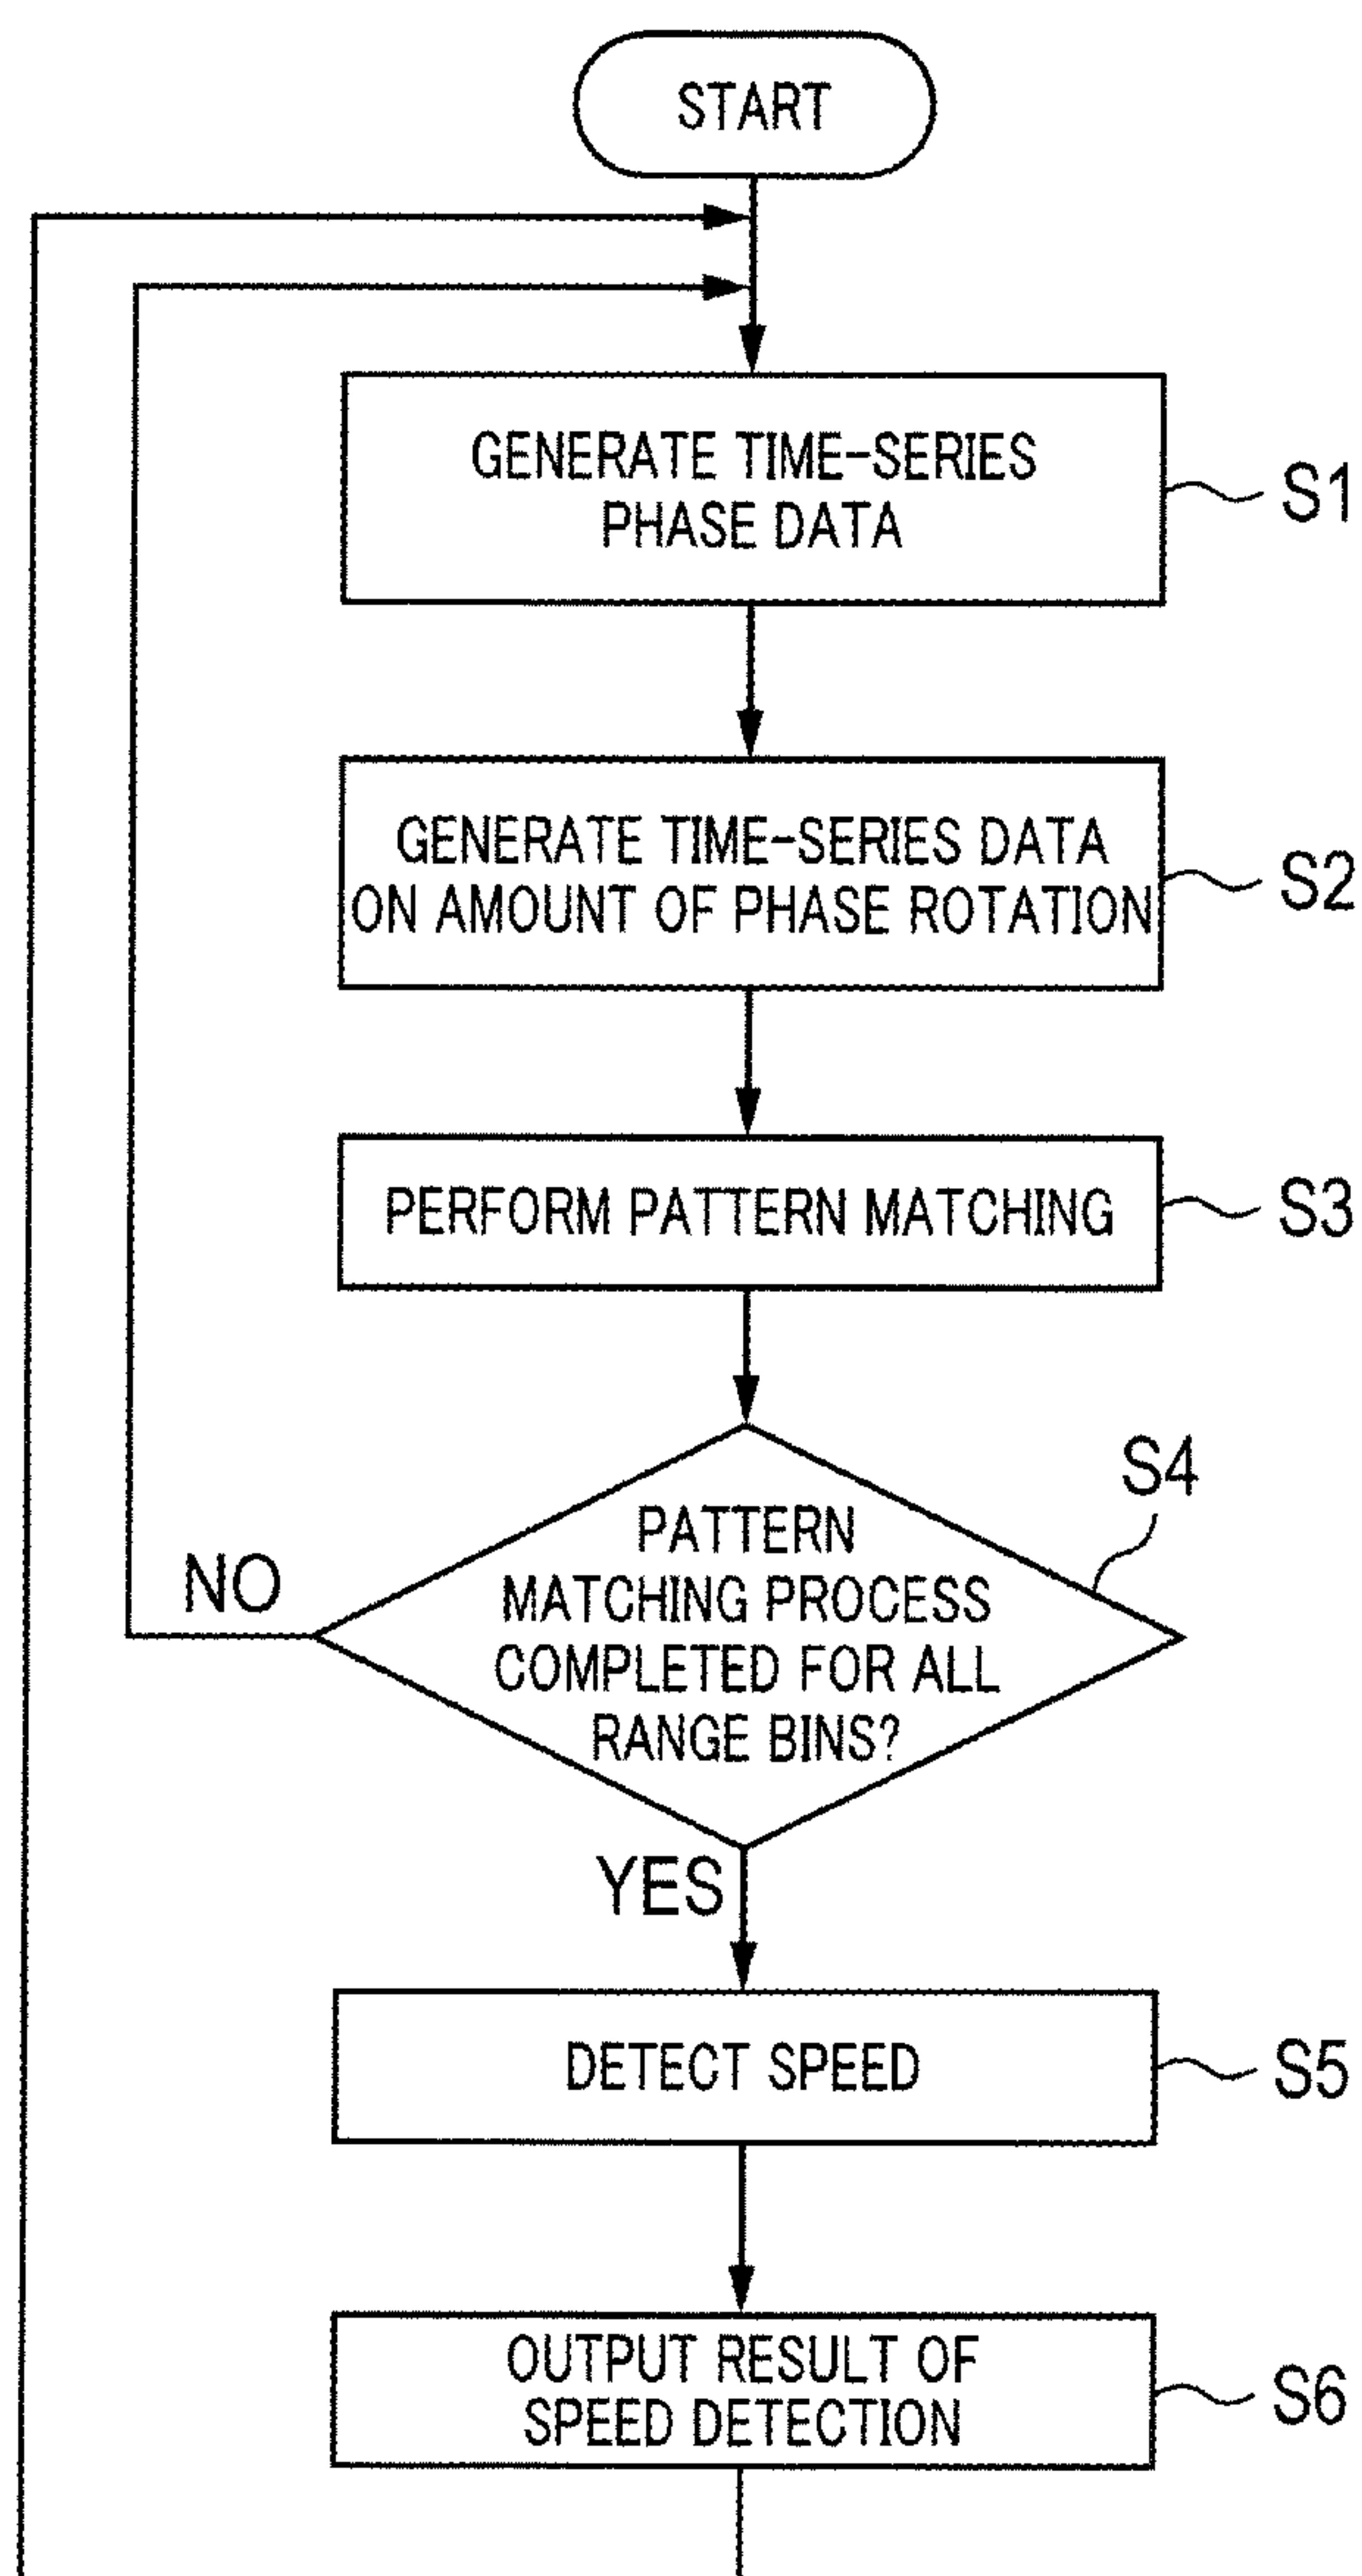 START
GENERATE TIME-SERIES
PHASE DATA
S1
GENERATE TIME-SERIES DATA
ON AMOUNT OF PHASE ROTATION
S2
PERFORM PATTERN MATCHING
S3
S4
PATTERN
MATCHING PROCESS
COMPLETED FOR ALL
RANGE BINS?
NO
YES
DETECT SPEED
S5
OUTPUT RESULT OF
SPEED DETECTION
S6